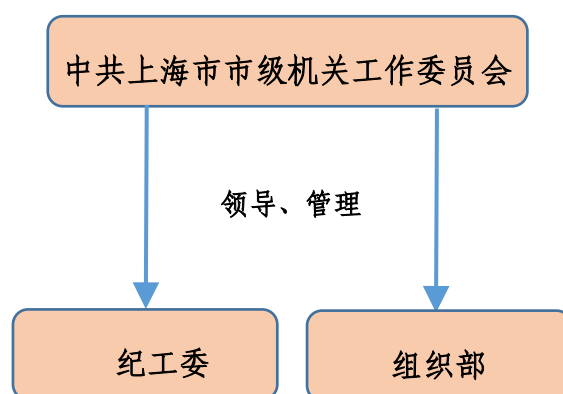 中共上海市市级机关工作委员会
领导、管理
纪工委
组织部